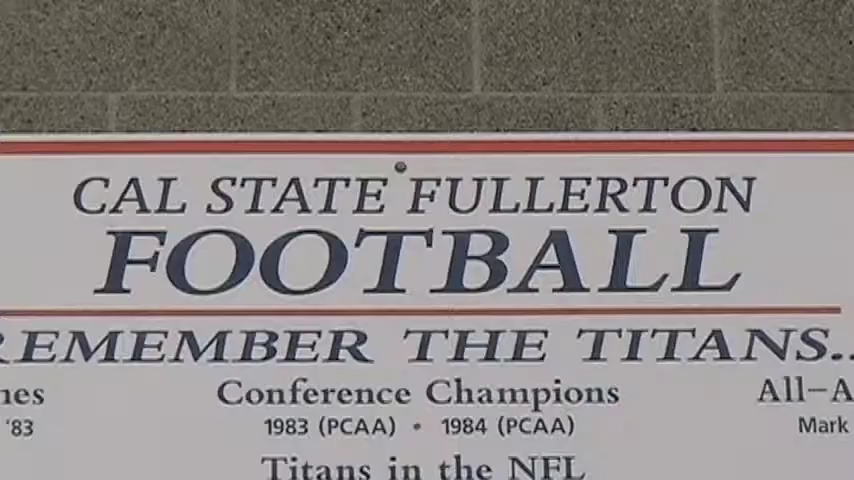 CAL STATE FULLERTON
FOOTBALL
REMEMBER THE TITANS..
Conference Champions All-A
'83 1983 (PCAA) • 1984 (PCAA) Mark
Titans in the NFL